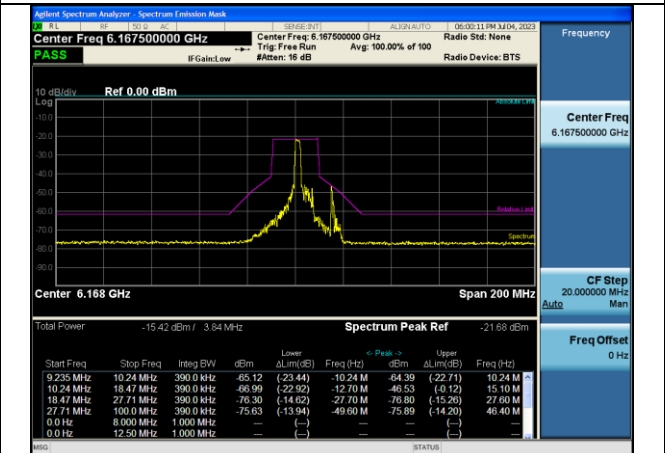 Agilent Spectrum Analyzer - Spectrum Emission Mask
RL RF 50 Ω AC SENSE:INT ALIGN AUTO 06:00:11 PM Jul 04, 2023
Center Freq 6.167500000 GHz Center Freq: 6.167500000 GHz Radio Std: None
Trig: Free Run Avg: 100.00% of 100
PASS IFGain:Low #Atten: 16 dB Radio Device: BTS
Frequency
10 dB/div Ref 0.00 dBm
Log
Absolute Limit
-10.0
-20.0
-30.0
-40.0
-50.0
-60.0
Relative Limit
-70.0
Spectrum
-80.0
-90.0
Center 6.168 GHz Span 200 MHz
Center Freq
6.167500000 GHz
CF Step
20.000000 MHz
Auto Man
Freq Offset
0 Hz
Total Power -15.42 dBm / 3.84 MHz Spectrum Peak Ref -21.68 dBm
Lower <- Peak -> Upper
Start Freq Stop Freq Integ BW dBm ΔLim(dB) Freq (Hz) dBm ΔLim(dB) Freq (Hz)
9.235 MHz 10.24 MHz 390.0 kHz -65.12 (-23.44) -10.24 M -64.39 (-22.71) 10.24 M
10.24 MHz 18.47 MHz 390.0 kHz -66.99 (-22.92) -12.70 M -46.53 (-0.12) 15.10 M
18.47 MHz 27.71 MHz 390.0 kHz -76.30 (-14.62) -27.70 M -76.80 (-15.26) 27.60 M
27.71 MHz 100.0 MHz 390.0 kHz -75.63 (-13.94) -49.60 M -75.89 (-14.20) 46.40 M
0.0 Hz 8.000 MHz 1.000 MHz --- (---) --- (---)
0.0 Hz 12.50 MHz 1.000 MHz --- (---) --- (---)
MSG STATUS